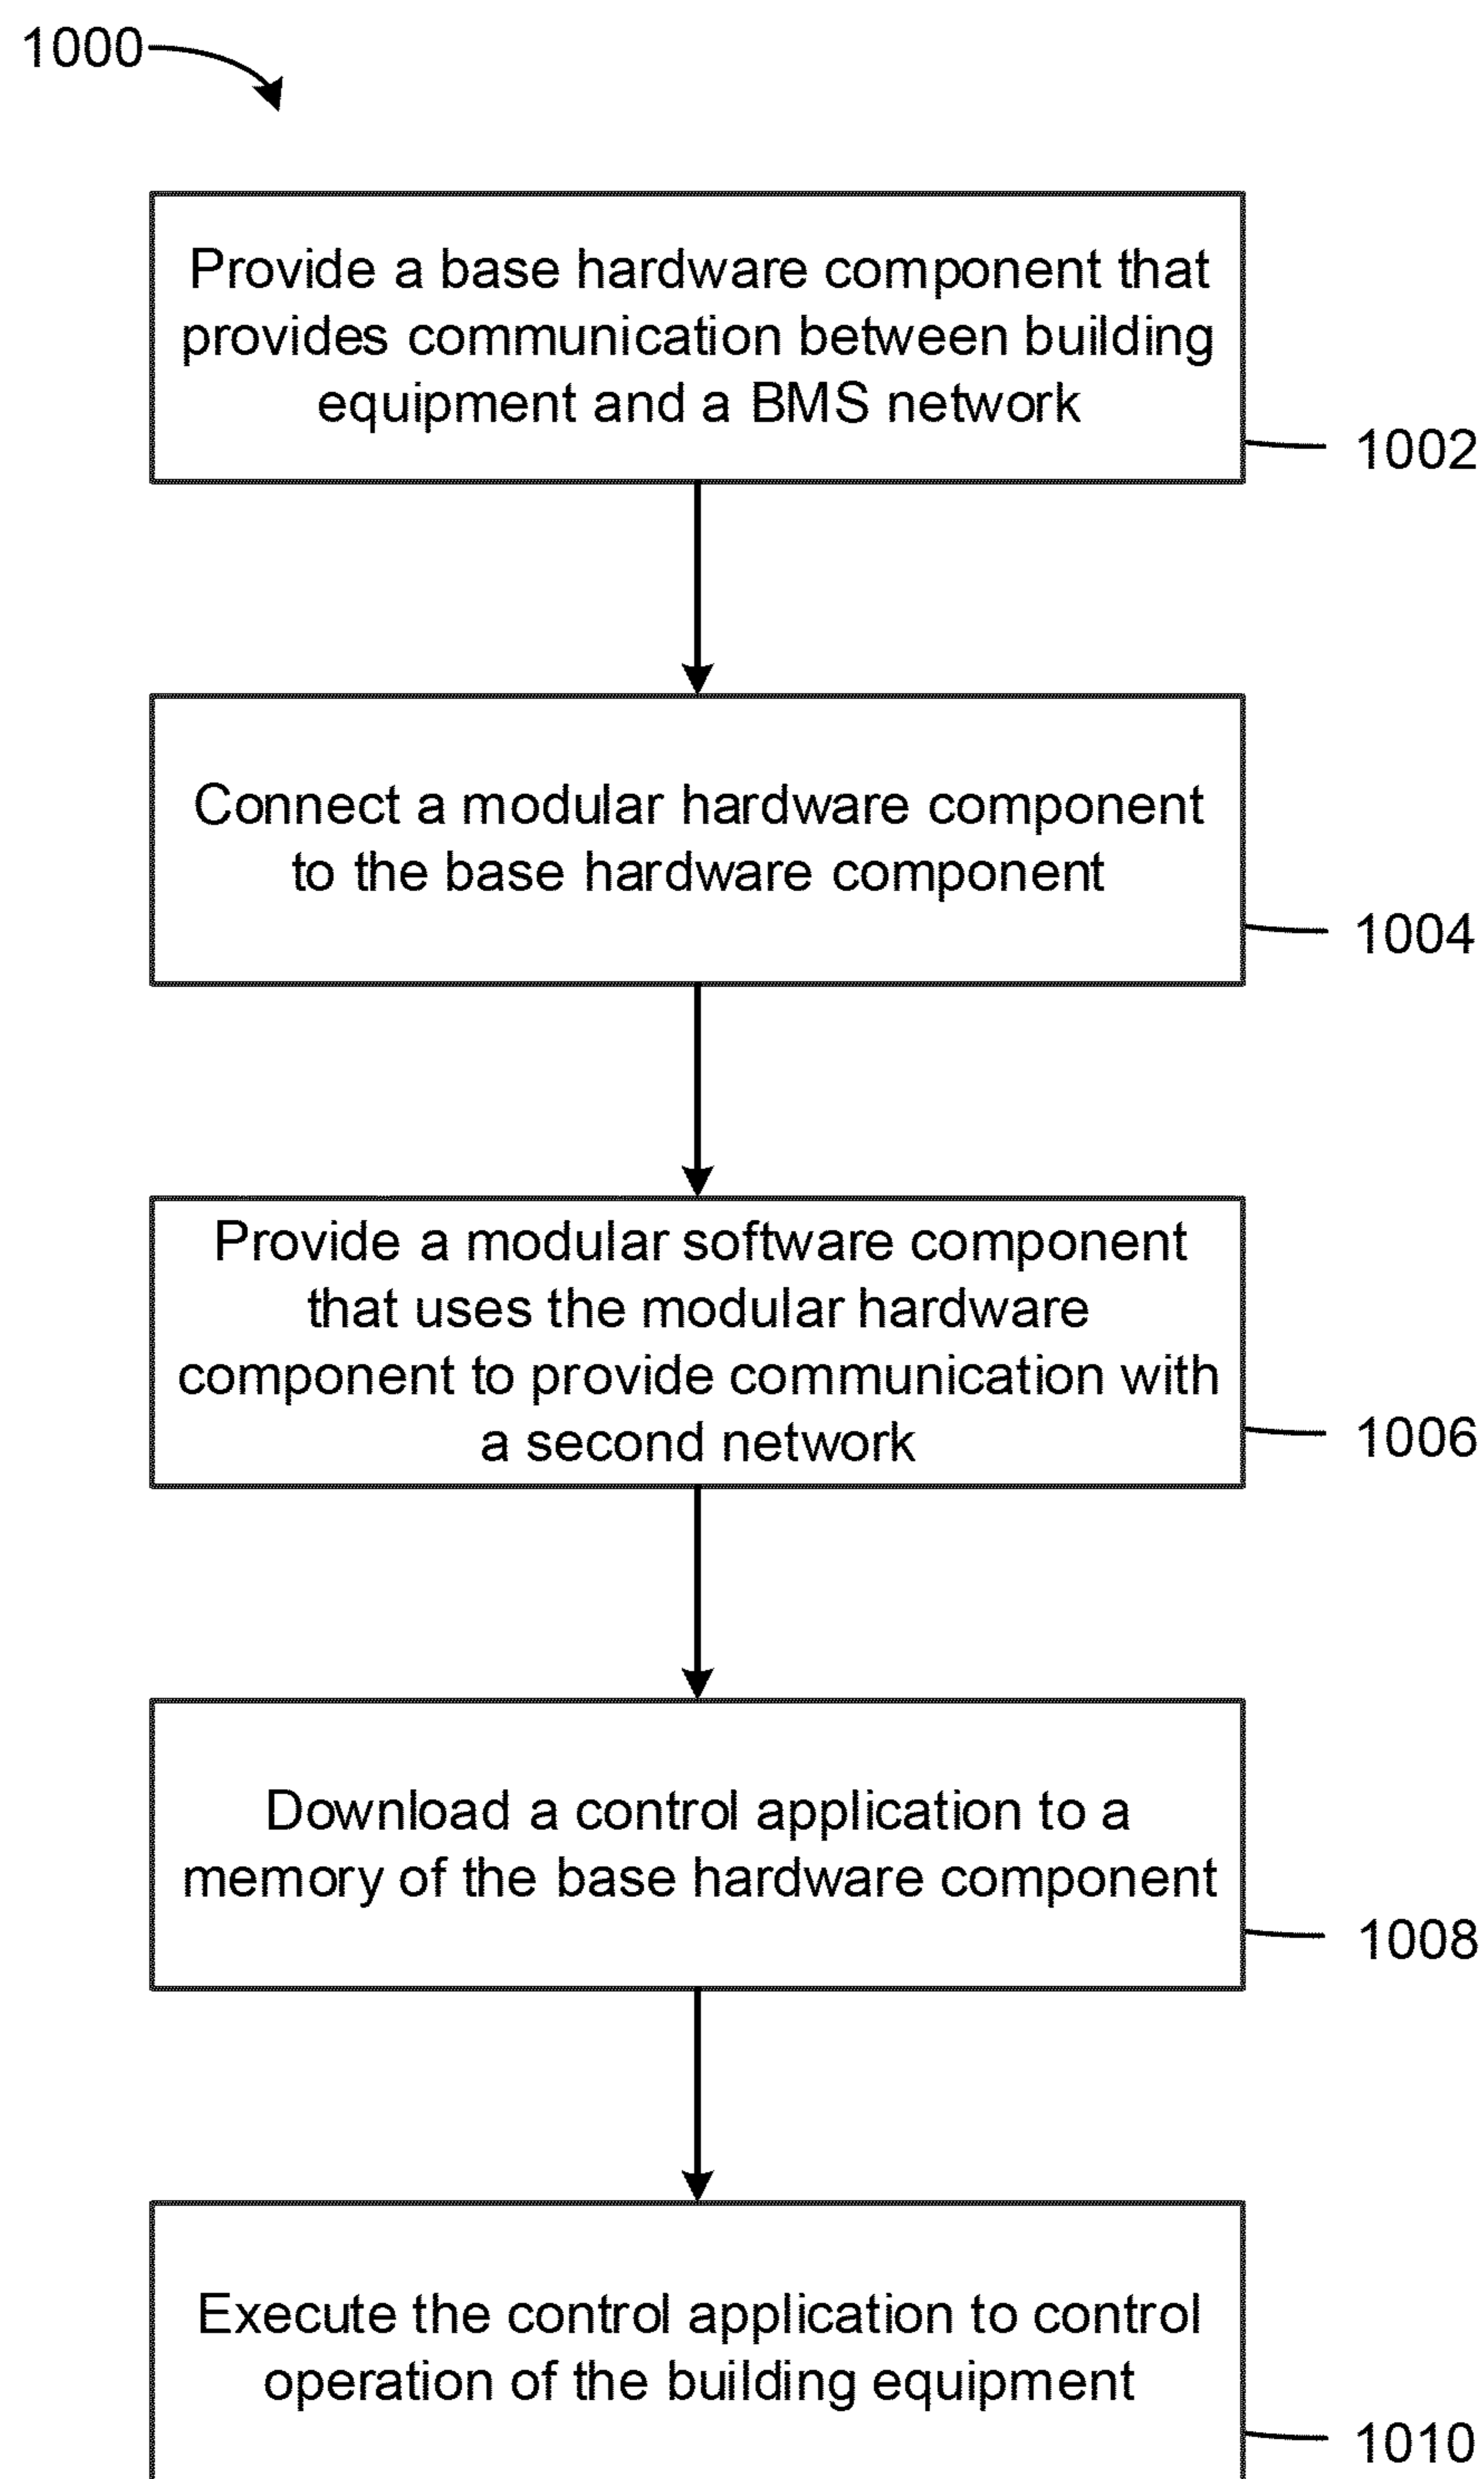 1000
Provide a base hardware component that
provides communication between building
equipment and a BMS network
1002
Connect a modular hardware component
to the base hardware component
1004
Provide a modular software component
that uses the modular hardware
component to provide communication with
a second network
1006
Download a control application to a
memory of the base hardware component
1008
Execute the control application to control
operation of the building equipment
1010